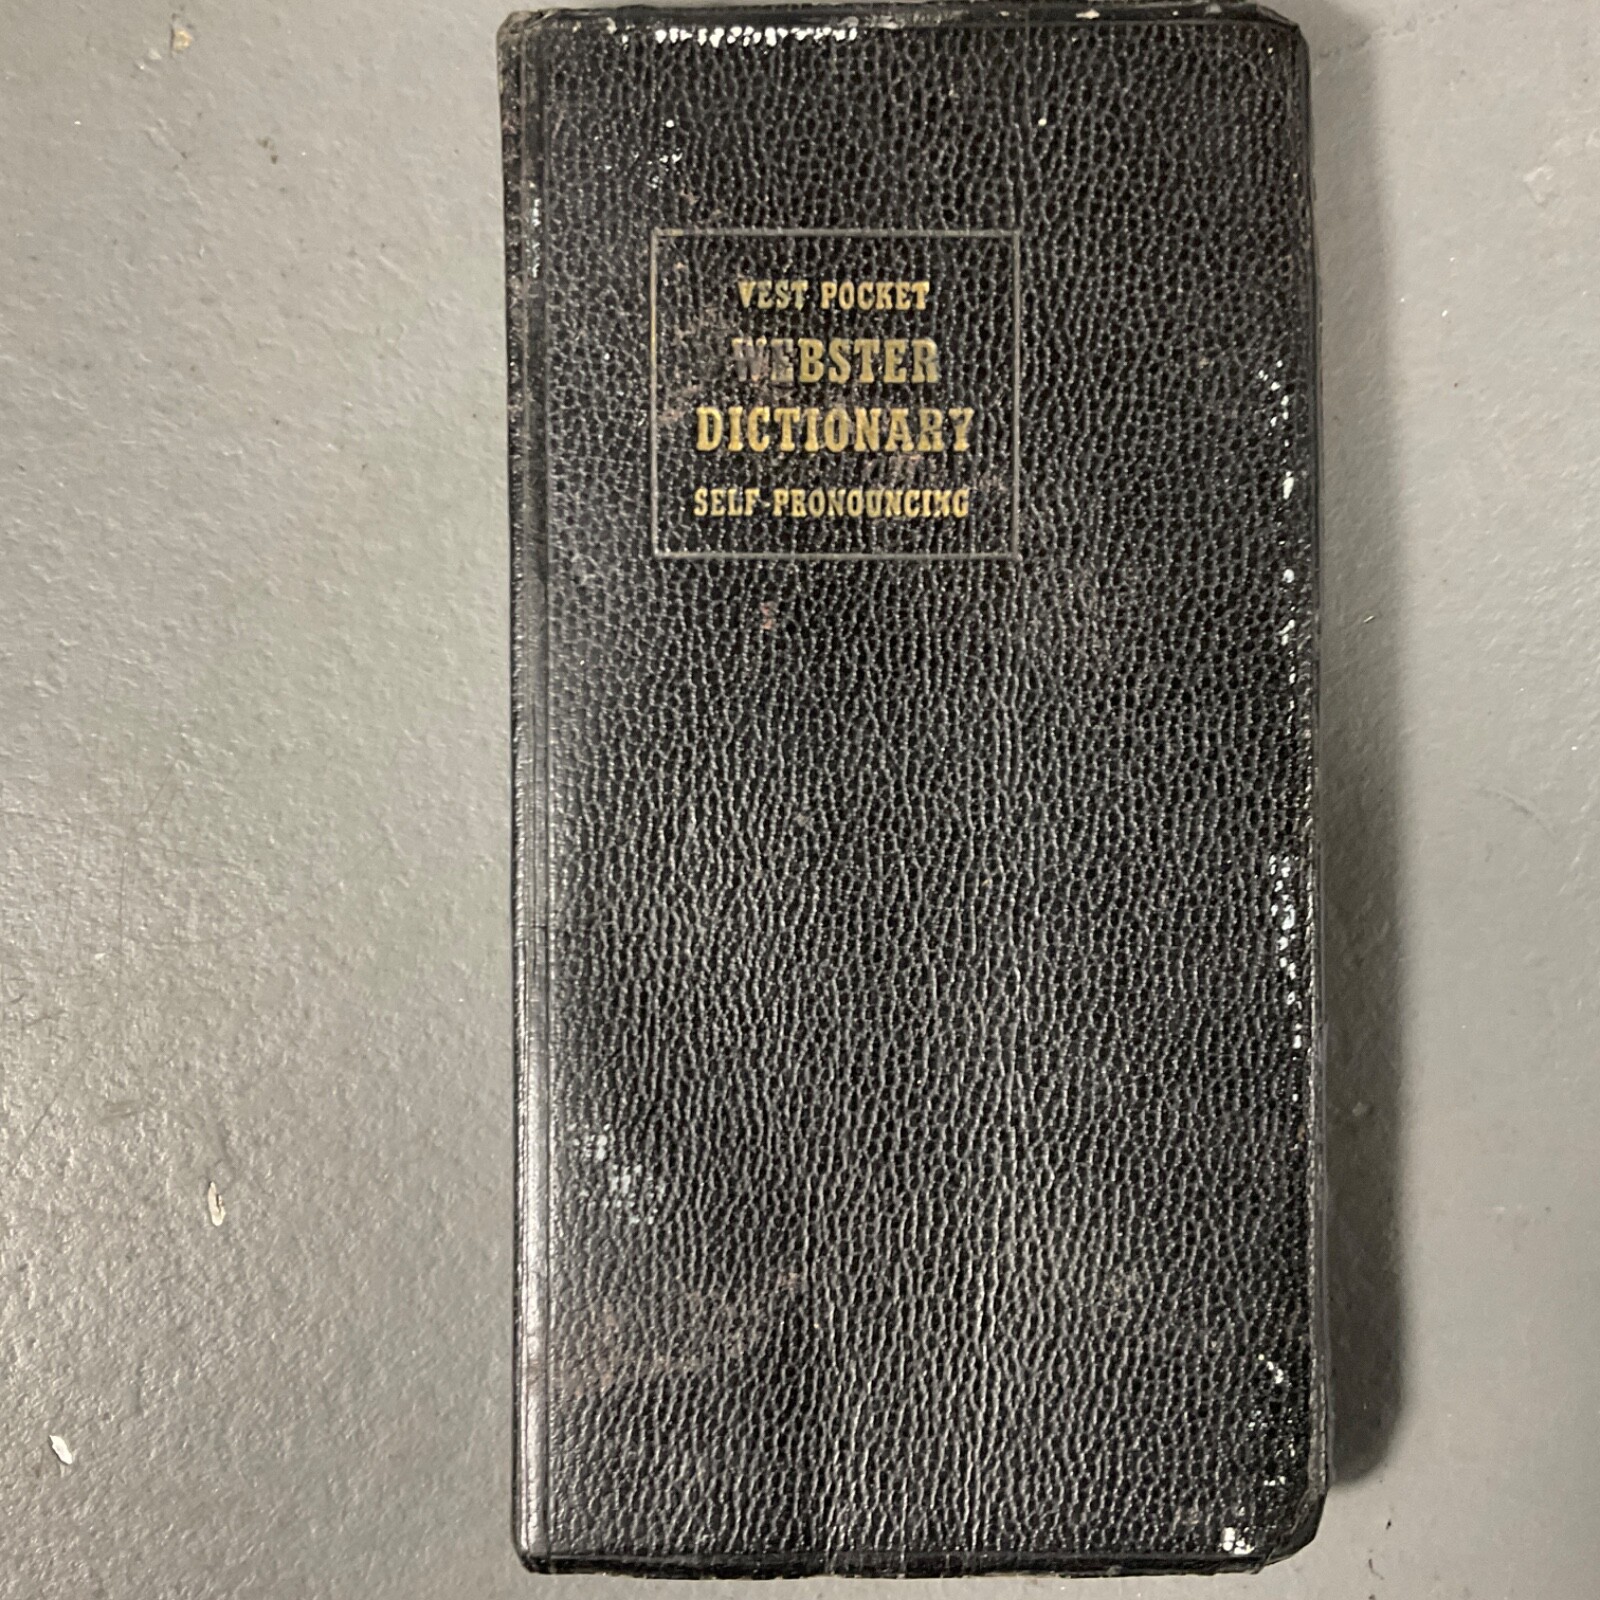 VEST POCKET
WEBSTER
DICTIONARY
SELF-PRONOUNCING